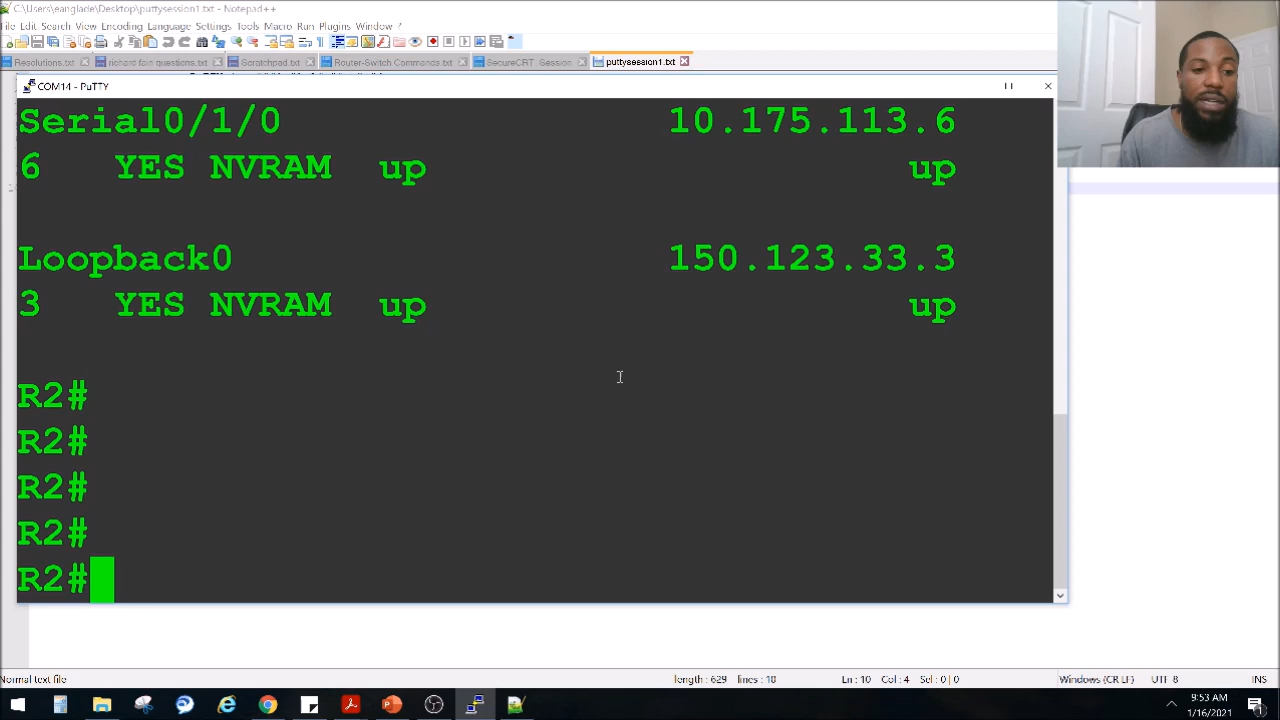 C:\Users\eanglade\Desktop\puttysession1.txt - Notepad++
File Edit Search View Encoding Language Settings Tools Macro Run Plugins Window ?
Resolutions.txt richard fain questions.txt Scratchpad.txt Router-Switch Commands.txt SecureCRT Session puttysession1.txt
COM14 - PuTTY
Serial0/1/0 10.175.113.6
6 YES NVRAM up up
Loopback0 150.123.33.3
3 YES NVRAM up up
R2#
R2#
R2#
R2#
R2#
Normal text file length : 629 lines : 10 Ln : 10 Col : 4 Sel : 0 | 0 Windows (CR LF) UTF 8 INS
9:53 AM
1/16/2021